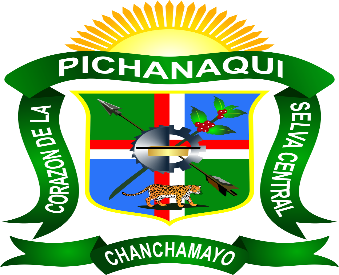 PICHANAQUI
CORAZON DE LA
SELVA CENTRAL
CHANCHAMAYO